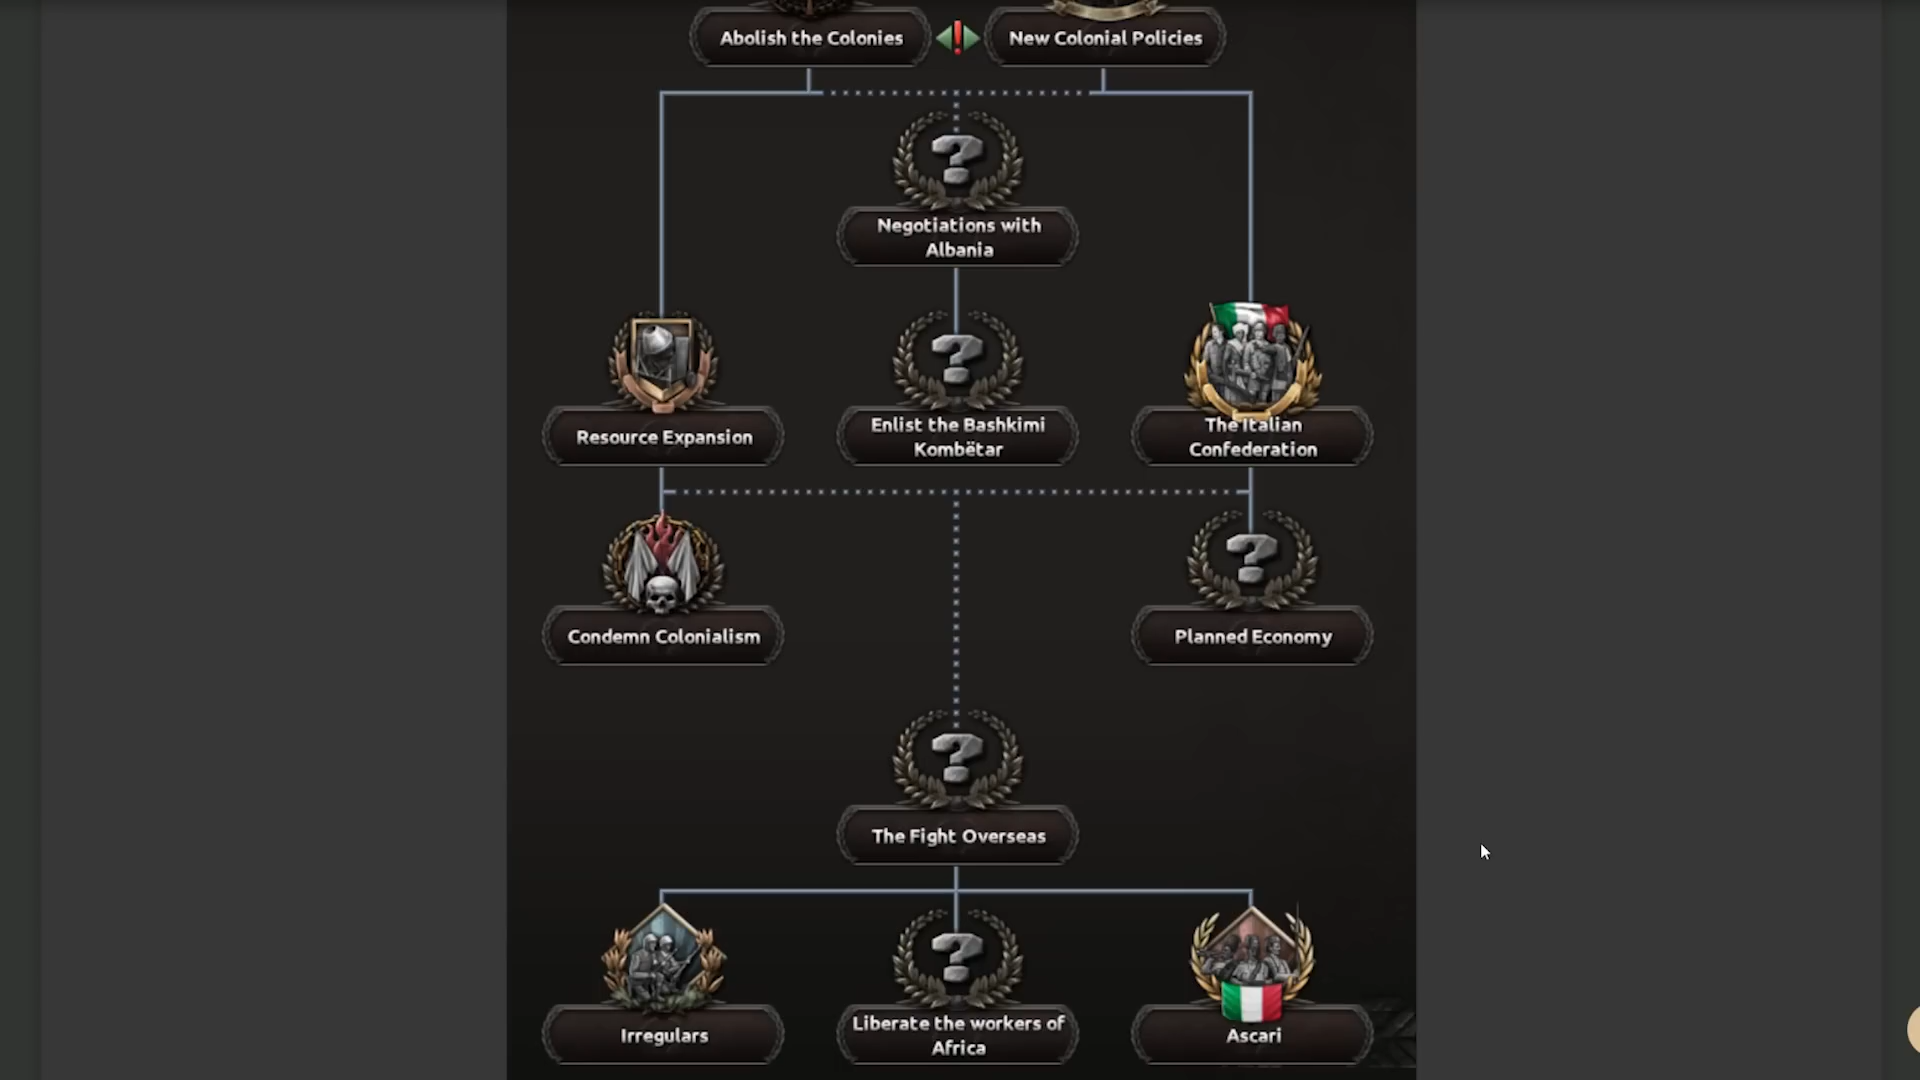 Abolish the Colonies
New Colonial Policies
Negotiations with
Albania
Resource Expansion
Enlist the Bashkimi
Kombëtar
The Italian
Confederation
Condemn Colonialism
Planned Economy
The Fight Overseas
Irregulars
Liberate the workers of
Africa
Ascari